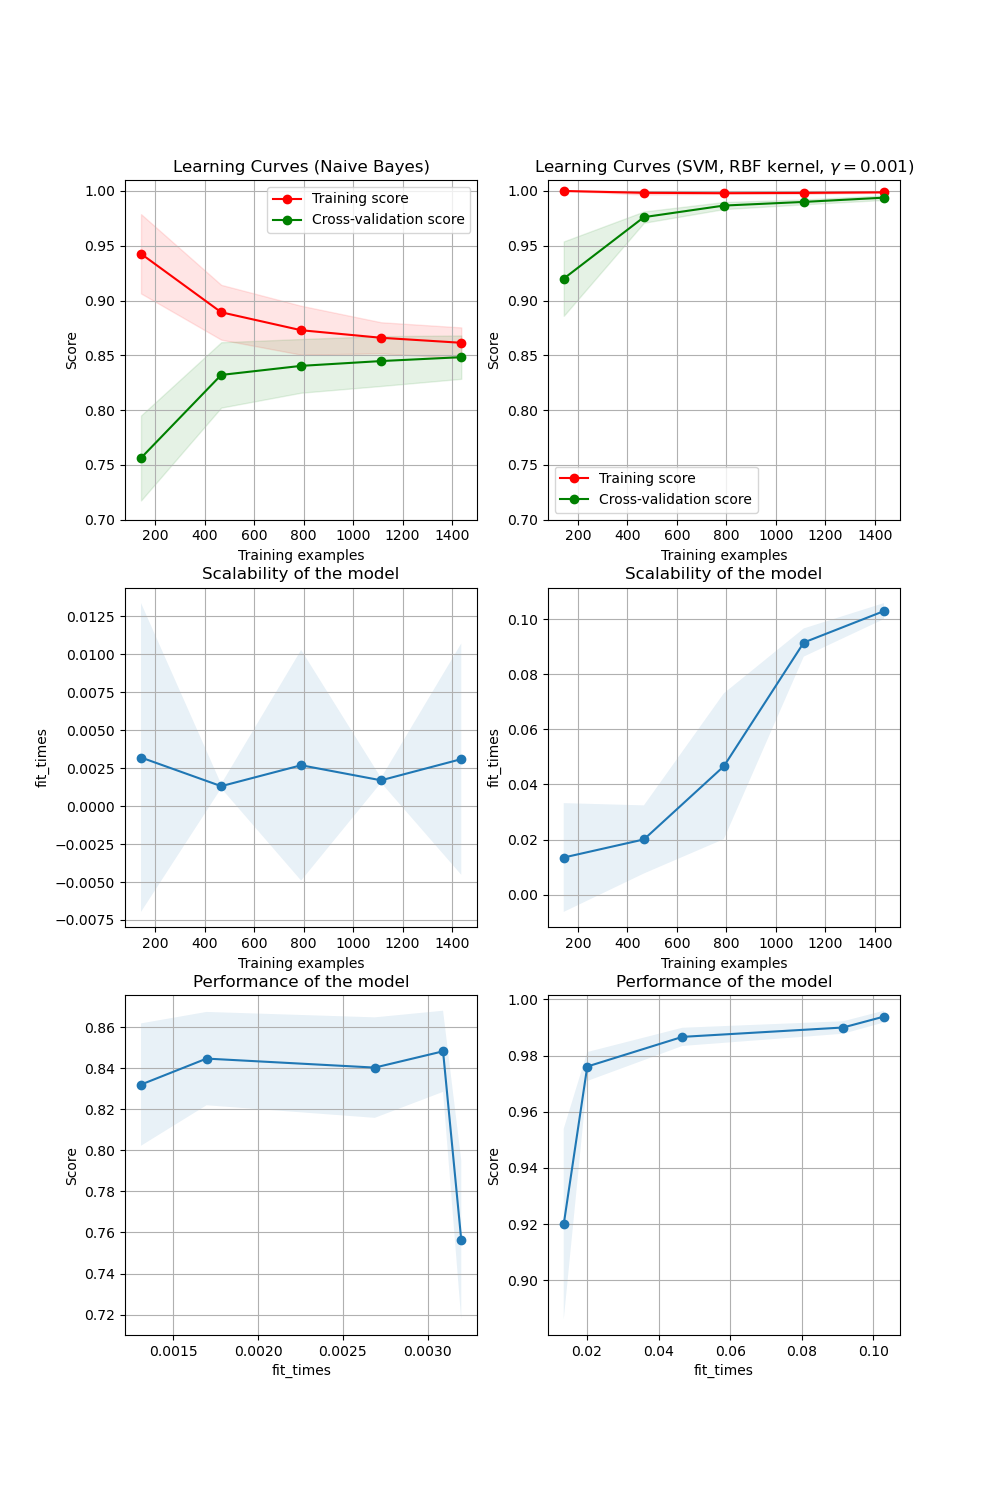 Learning Curves (Naive Bayes)
1.00
0.95
0.90
0.85
0.80
0.75
0.70
Score
Training score
Cross-validation score
200 400 600 800 1000 1200 1400
Training examples
Learning Curves (SVM, RBF kernel, γ = 0.001)
1.00
0.95
0.90
0.85
0.80
0.75
0.70
Score
Training score
Cross-validation score
200 400 600 800 1000 1200 1400
Training examples
Scalability of the model
0.0125
0.0100
0.0075
0.0050
0.0025
0.0000
−0.0025
−0.0050
−0.0075
fit_times
200 400 600 800 1000 1200 1400
Training examples
Scalability of the model
0.10
0.08
0.06
0.04
0.02
0.00
fit_times
200 400 600 800 1000 1200 1400
Training examples
Performance of the model
0.86
0.84
0.82
0.80
0.78
0.76
0.74
0.72
Score
0.0015 0.0020 0.0025 0.0030
fit_times
Performance of the model
1.00
0.98
0.96
0.94
0.92
0.90
Score
0.02 0.04 0.06 0.08 0.10
fit_times